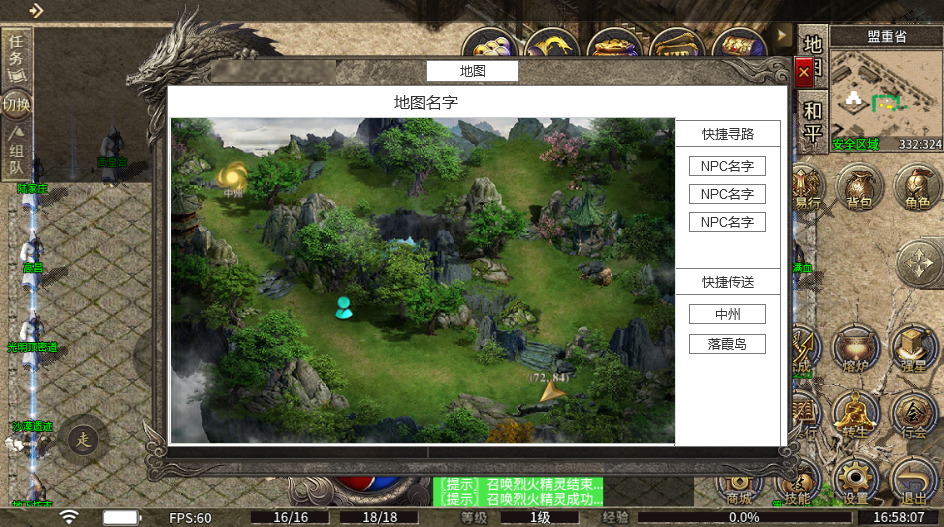 任务
切换
组队
地图
地图
盟重省
和平
安全区域
332:324
地图名字
快捷寻路
NPC名字
NPC名字
NPC名字
快捷传送
中州
落霞岛
中州
(72, 84)
陆家庄
高昌
光明顶密道
沙漠遗迹
满血
易行
背包
角色
熔炉
强星
转生
行会
商城
技能
设置
退出
走
[提示] 召唤烈火精灵结束...
[提示] 召唤烈火精灵成功...
FPS:60
16/16
18/18
等级
1级
经验
0.0%
16:58:07